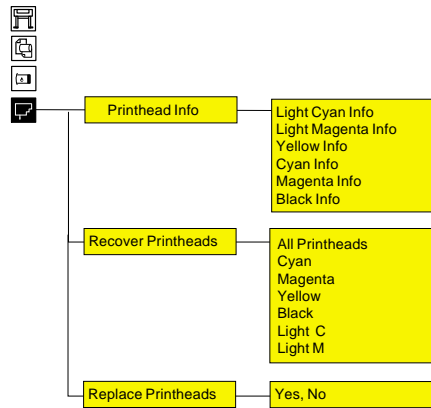 Printhead Info
Light Cyan Info
Light Magenta Info
Yellow Info
Cyan Info
Magenta Info
Black Info
Recover Printheads
All Printheads
Cyan
Magenta
Yellow
Black
Light C
Light M
Replace Printheads
Yes, No